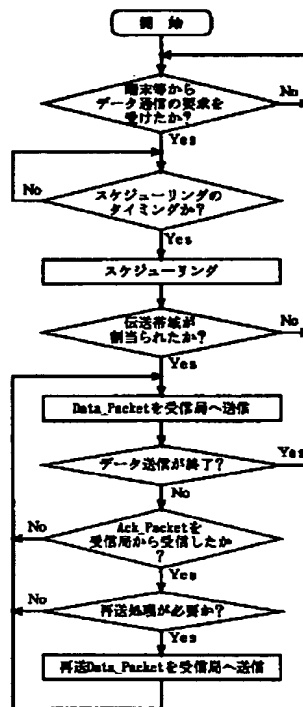 開始
端末等から
データ送信の要求を
受けたか？
No
Yes
No
スケジューリングの
タイミングか？
Yes
スケジューリング
伝送帯域が
割当られたか？
No
Yes
Data_Packetを受信局へ送信
データ送信が終了？
Yes
No
No
Ack_Packetを
受信局から受信したか
？
Yes
No
再送処理が必要か？
Yes
再送Data_Packetを受信局へ送信